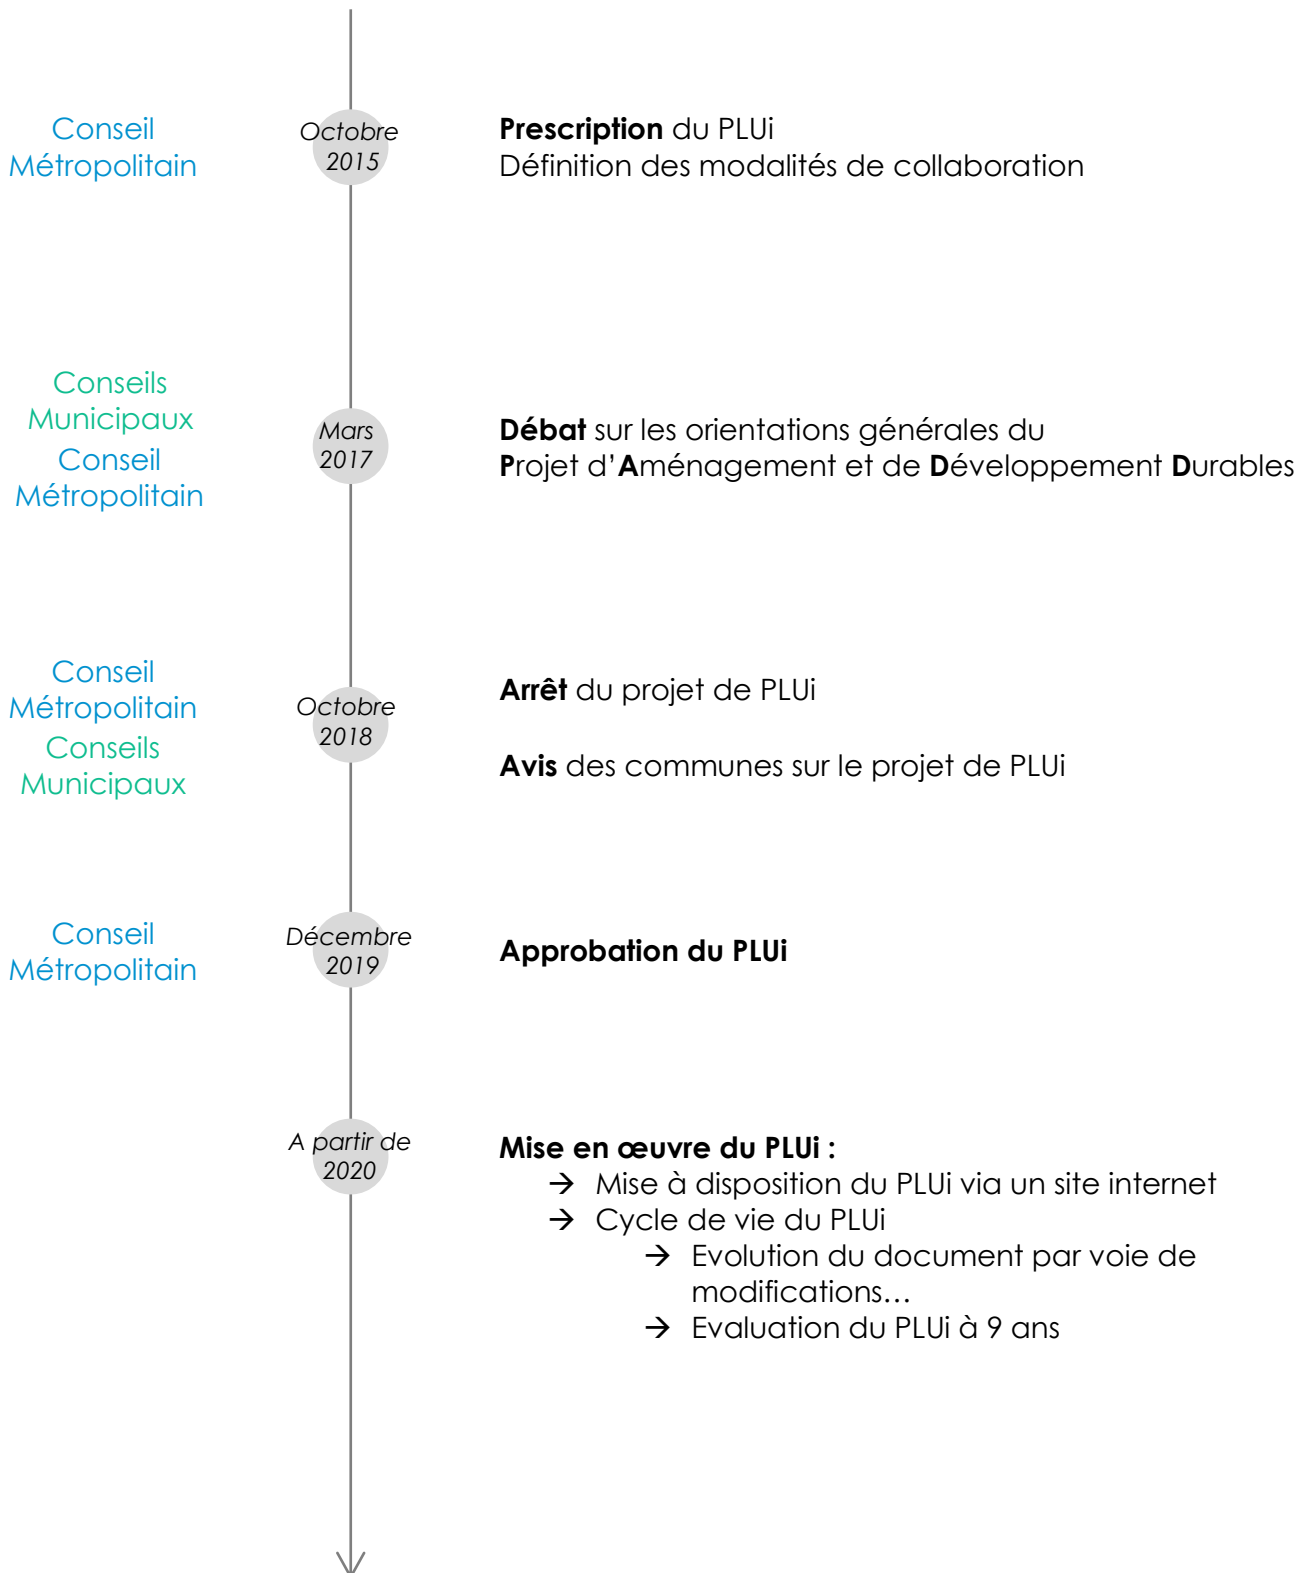 Conseil
Métropolitain
Octobre
2015
Prescription du PLUi
Définition des modalités de collaboration
Conseils
Municipaux
Conseil
Métropolitain
Mars
2017
Débat sur les orientations générales du
Projet d'Aménagement et de Développement Durables
Conseil
Métropolitain
Conseils
Municipaux
Octobre
2018
Arrêt du projet de PLUi
Avis des communes sur le projet de PLUi
Conseil
Métropolitain
Décembre
2019
Approbation du PLUi
A partir de
2020
Mise en œuvre du PLUi :
→ Mise à disposition du PLUi via un site internet
→ Cycle de vie du PLUi
→ Evolution du document par voie de
modifications…
→ Evaluation du PLUi à 9 ans